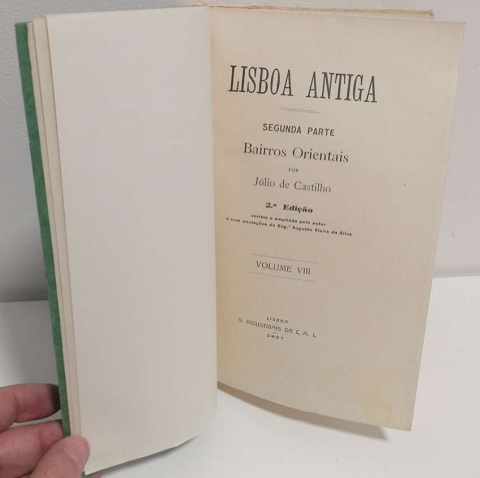 LISBOA ANTIGA
SEGUNDA PARTE
Bairros Orientais
POR
Júlio de Castilho
2.ª Edição
revista e ampliada pelo autor
e com anotações do Eng.º Augusto Vieira da Silva
VOLUME VIII
LISBOA
S. INDUSTRIAIS DA C. M. L.
1937